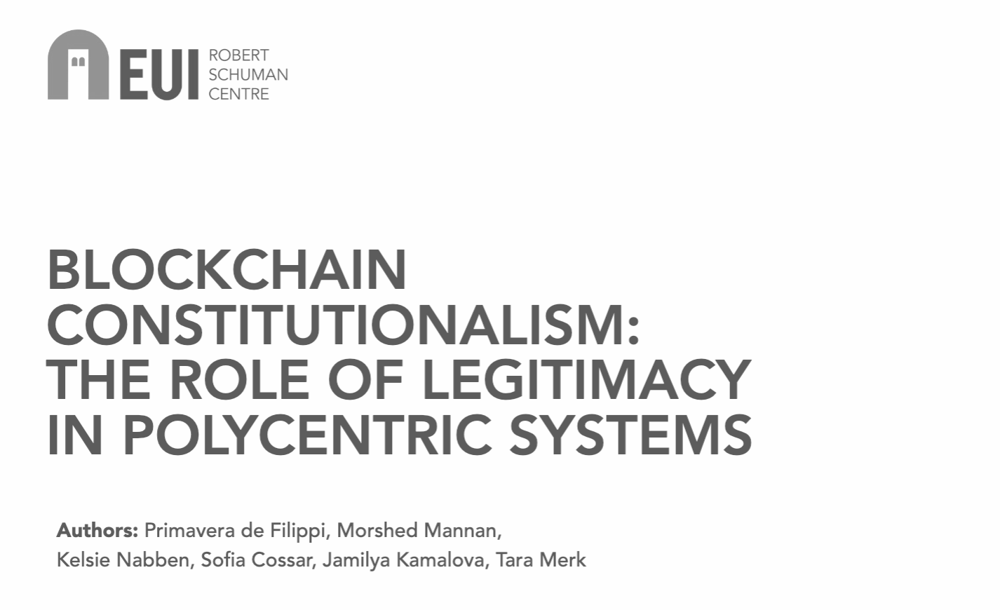 EUI
ROBERT
SCHUMAN
CENTRE
BLOCKCHAIN
CONSTITUTIONALISM:
THE ROLE OF LEGITIMACY
IN POLYCENTRIC SYSTEMS
Authors: Primavera de Filippi, Morshed Mannan,
Kelsie Nabben, Sofia Cossar, Jamilya Kamalova, Tara Merk